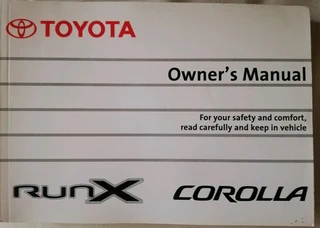 TOYOTA
Owner's Manual
For your safety and comfort,
read carefully and keep in vehicle
RUNX COROLLA